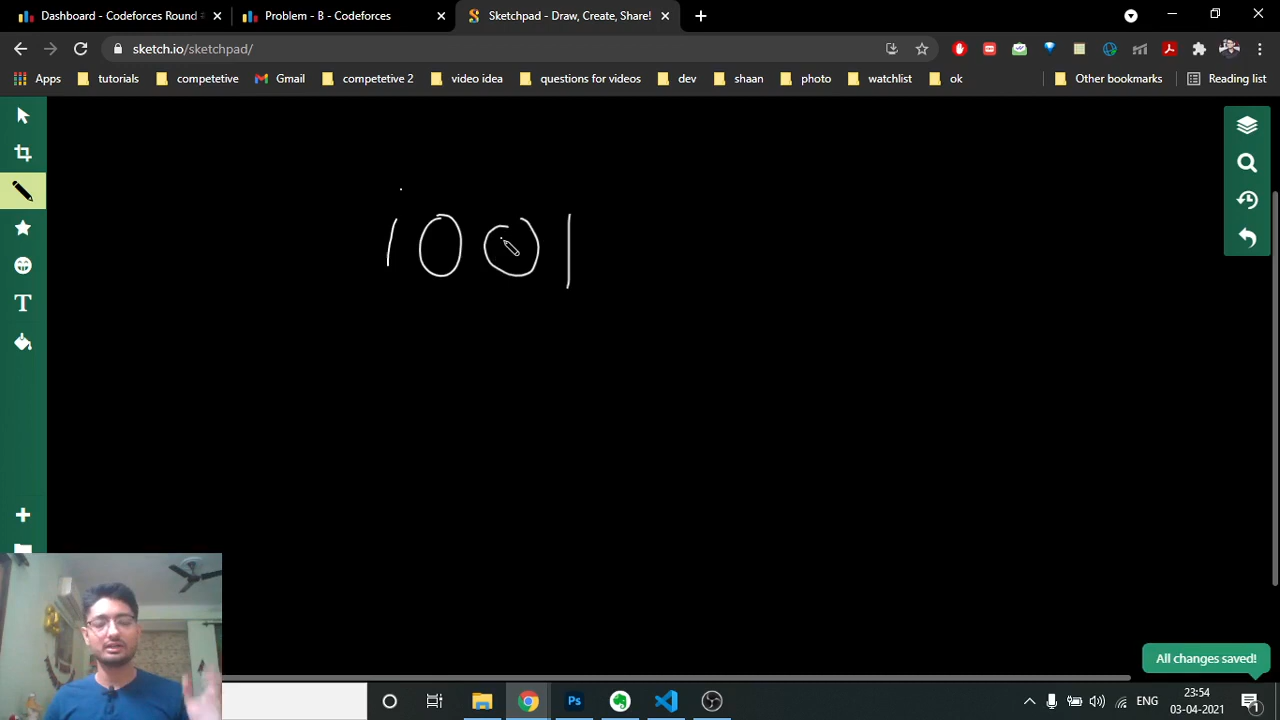 Dashboard - Codeforces Round
Problem - B - Codeforces
Sketchpad - Draw, Create, Share!
sketch.io/sketchpad/
Apps tutorials competetive Gmail competetive 2 video idea questions for videos dev shaan photo watchlist ok Other bookmarks Reading list
1001
T
All changes saved!
Ps
ENG
23:54
03-04-2021
1